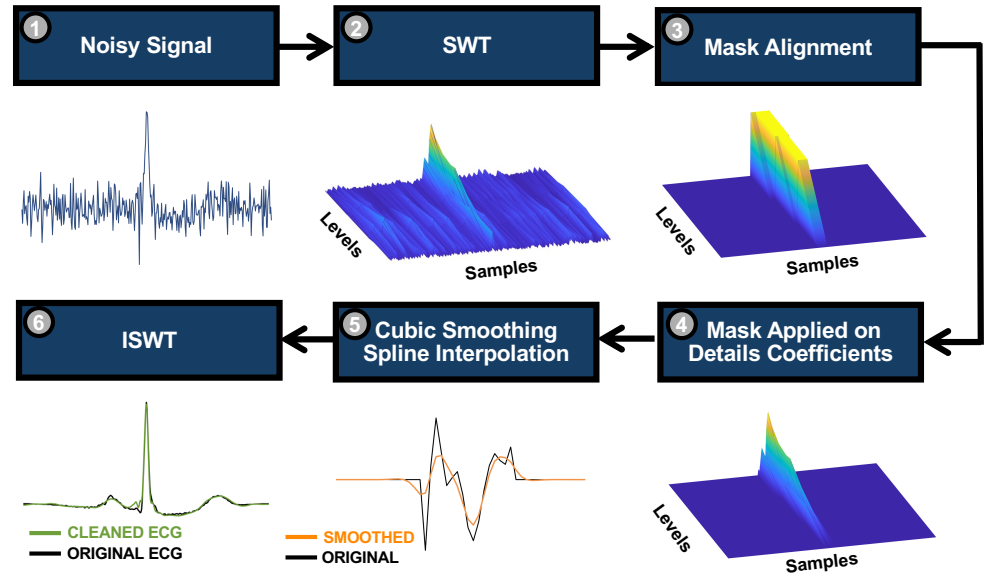 1
Noisy Signal
2
SWT
3
Mask Alignment
Levels
Samples
Levels
Samples
6
ISWT
5
Cubic Smoothing
Spline Interpolation
4
Mask Applied on
Details Coefficients
CLEANED ECG
ORIGINAL ECG
SMOOTHED
ORIGINAL
Levels
Samples